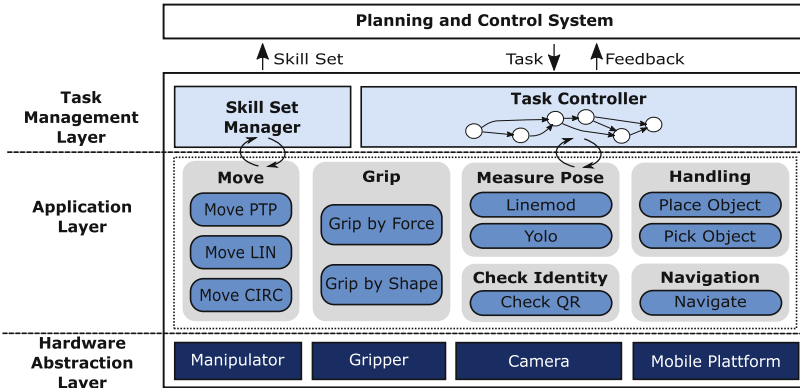 Planning and Control System
Skill Set
Task
Feedback
Task
Management
Layer
Skill Set
Manager
Task Controller
Application
Layer
Move
Move PTP
Move LIN
Move CIRC
Grip
Grip by Force
Grip by Shape
Measure Pose
Linemod
Yolo
Check Identity
Check QR
Handling
Place Object
Pick Object
Navigation
Navigate
Hardware
Abstraction
Layer
Manipulator
Gripper
Camera
Mobile Plattform